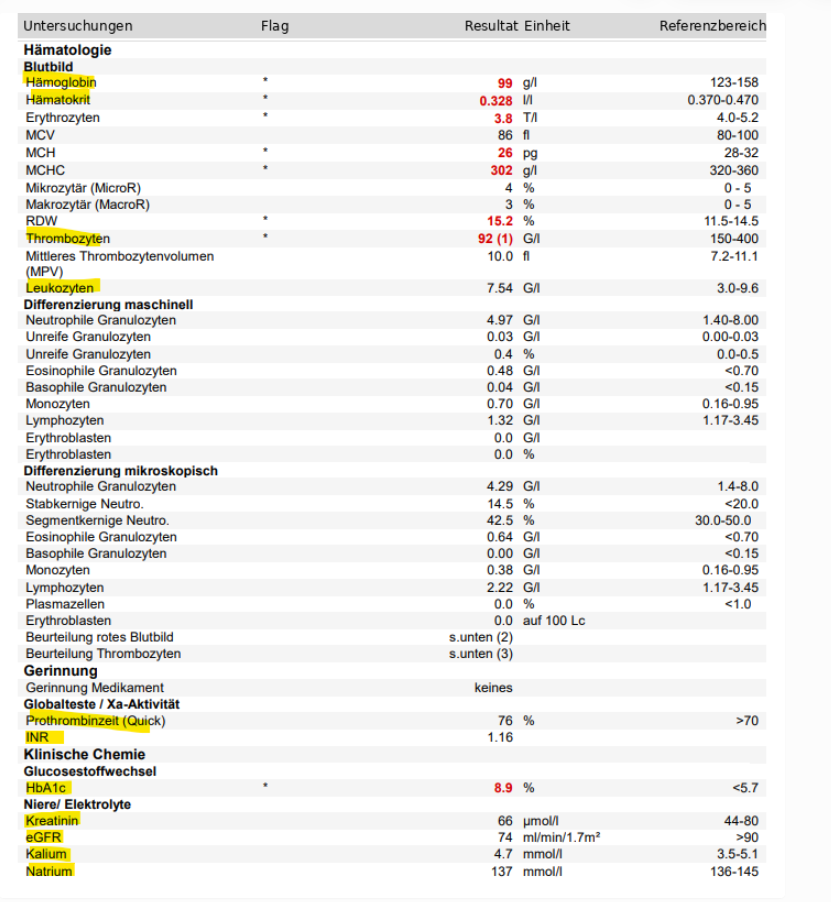 Untersuchungen Flag Resultat Einheit Referenzbereich
Hämatologie
Blutbild
Hämoglobin * 99 g/l 123-158
Hämatokrit * 0.328 l/l 0.370-0.470
Erythrozyten * 3.8 T/l 4.0-5.2
MCV 86 fl 80-100
MCH * 26 pg 28-32
MCHC * 302 g/l 320-360
Mikrozytär (MicroR) 4 % 0 - 5
Makrozytär (MacroR) 3 % 0 - 5
RDW * 15.2 % 11.5-14.5
Thrombozyten * 92 (1) G/l 150-400
Mittleres Thrombozytenvolumen 10.0 fl 7.2-11.1
(MPV)
Leukozyten 7.54 G/l 3.0-9.6
Differenzierung maschinell
Neutrophile Granulozyten 4.97 G/l 1.40-8.00
Unreife Granulozyten 0.03 G/l 0.00-0.03
Unreife Granulozyten 0.4 % 0.0-0.5
Eosinophile Granulozyten 0.48 G/l <0.70
Basophile Granulozyten 0.04 G/l <0.15
Monozyten 0.70 G/l 0.16-0.95
Lymphozyten 1.32 G/l 1.17-3.45
Erythroblasten 0.0 G/l
Erythroblasten 0.0 %
Differenzierung mikroskopisch
Neutrophile Granulozyten 4.29 G/l 1.4-8.0
Stabkernige Neutro. 14.5 % <20.0
Segmentkernige Neutro. 42.5 % 30.0-50.0
Eosinophile Granulozyten 0.64 G/l <0.70
Basophile Granulozyten 0.00 G/l <0.15
Monozyten 0.38 G/l 0.16-0.95
Lymphozyten 2.22 G/l 1.17-3.45
Plasmazellen 0.0 % <1.0
Erythroblasten 0.0 auf 100 Lc
Beurteilung rotes Blutbild s.unten (2)
Beurteilung Thrombozyten s.unten (3)
Gerinnung
Gerinnung Medikament keines
Globalteste / Xa-Aktivität
Prothrombinzeit (Quick) 76 % >70
INR 1.16
Klinische Chemie
Glucosestoffwechsel
HbA1c * 8.9 % <5.7
Niere/ Elektrolyte
Kreatinin 66 µmol/l 44-80
eGFR 74 ml/min/1.7m² >90
Kalium 4.7 mmol/l 3.5-5.1
Natrium 137 mmol/l 136-145